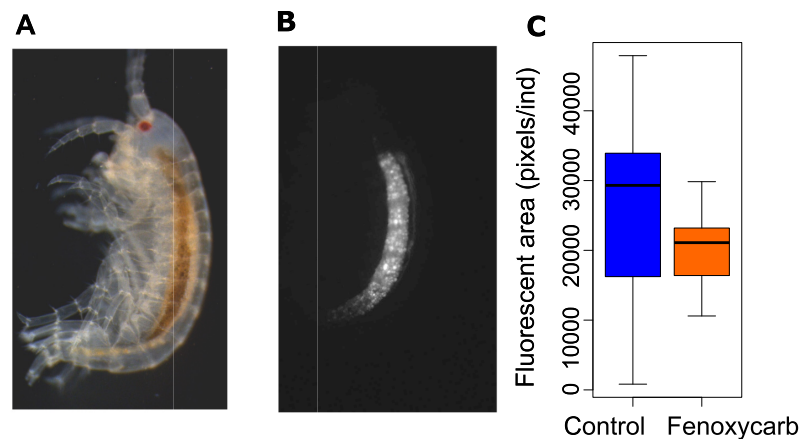 A
B
C
Fluorescent area (pixels/ind)
40000
30000
20000
10000
0
Control
Fenoxycarb